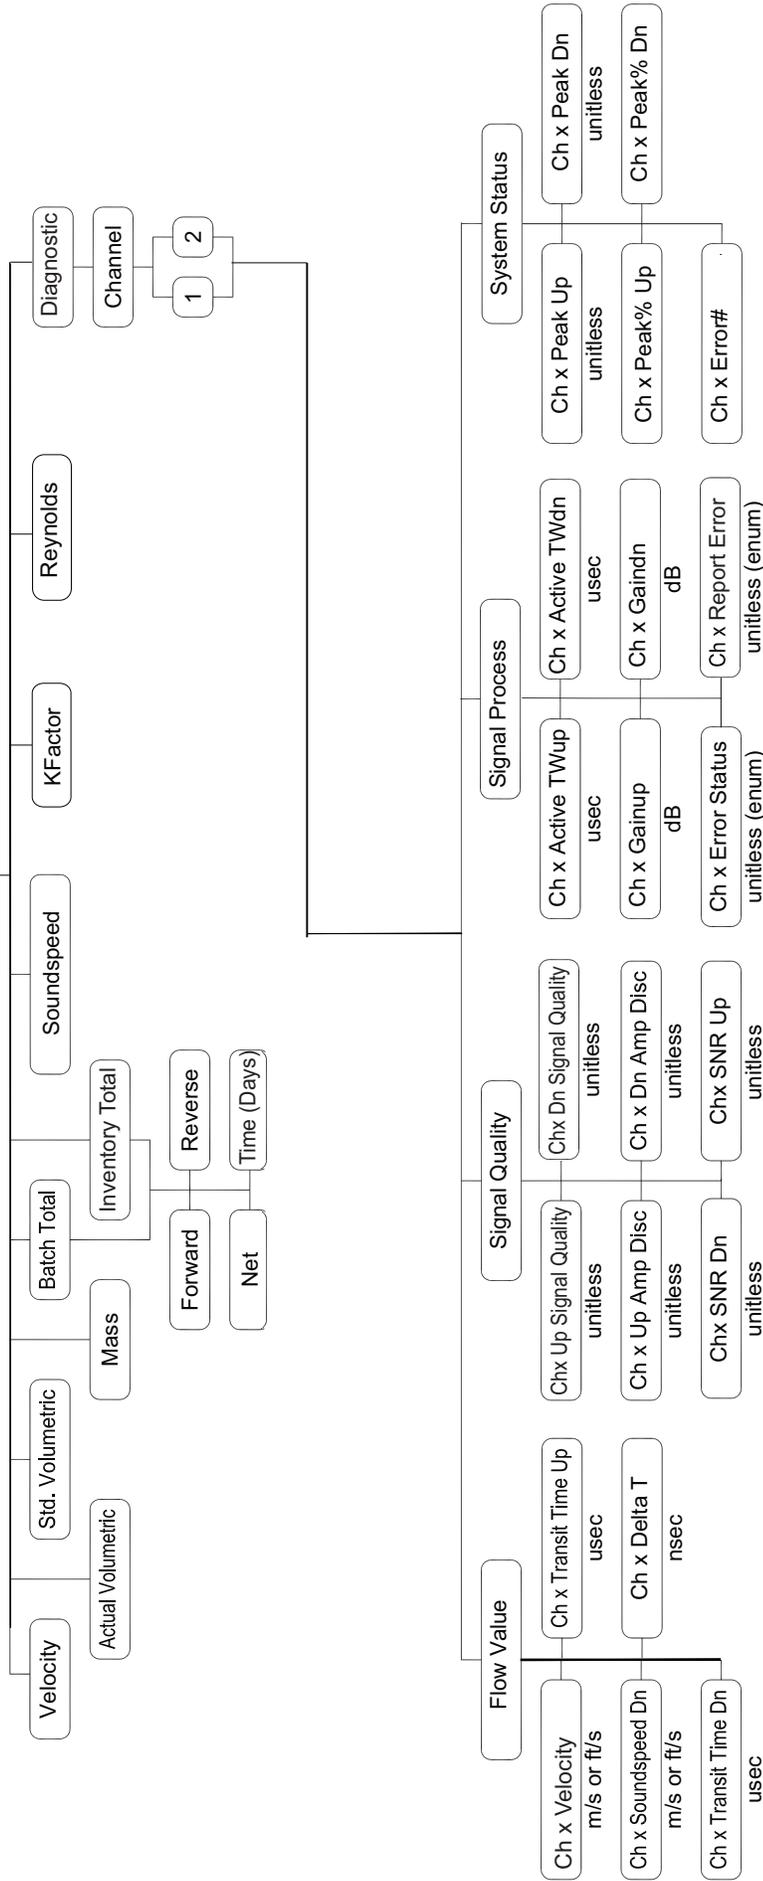 Velocity
Std. Volumetric
Batch Total
Soundspeed
KFactor
Reynolds
Diagnostic
Actual Volumetric
Mass
Inventory Total
Channel
Forward
Reverse
1
2
Net
Time (Days)
Flow Value
Signal Quality
Signal Process
System Status
Ch x Velocity
m/s or ft/s
Ch x Transit Time Up
usec
Chx Up Signal Quality
unitless
Chx Dn Signal Quality
unitless
Ch x Active TWup
usec
Ch x Active TWdn
usec
Ch x Peak Up
unitless
Ch x Peak Dn
unitless
Ch x Soundspeed Dn
m/s or ft/s
Ch x Delta T
nsec
Ch x Up Amp Disc
unitless
Ch x Dn Amp Disc
unitless
Ch x Gainup
dB
Ch x Gaindn
dB
Ch x Peak% Up
Ch x Peak% Dn
Ch x Transit Time Dn
usec
Chx SNR Dn
unitless
Chx SNR Up
unitless
Ch x Error Status
unitless (enum)
Ch x Report Error
unitless (enum)
Ch x Error#